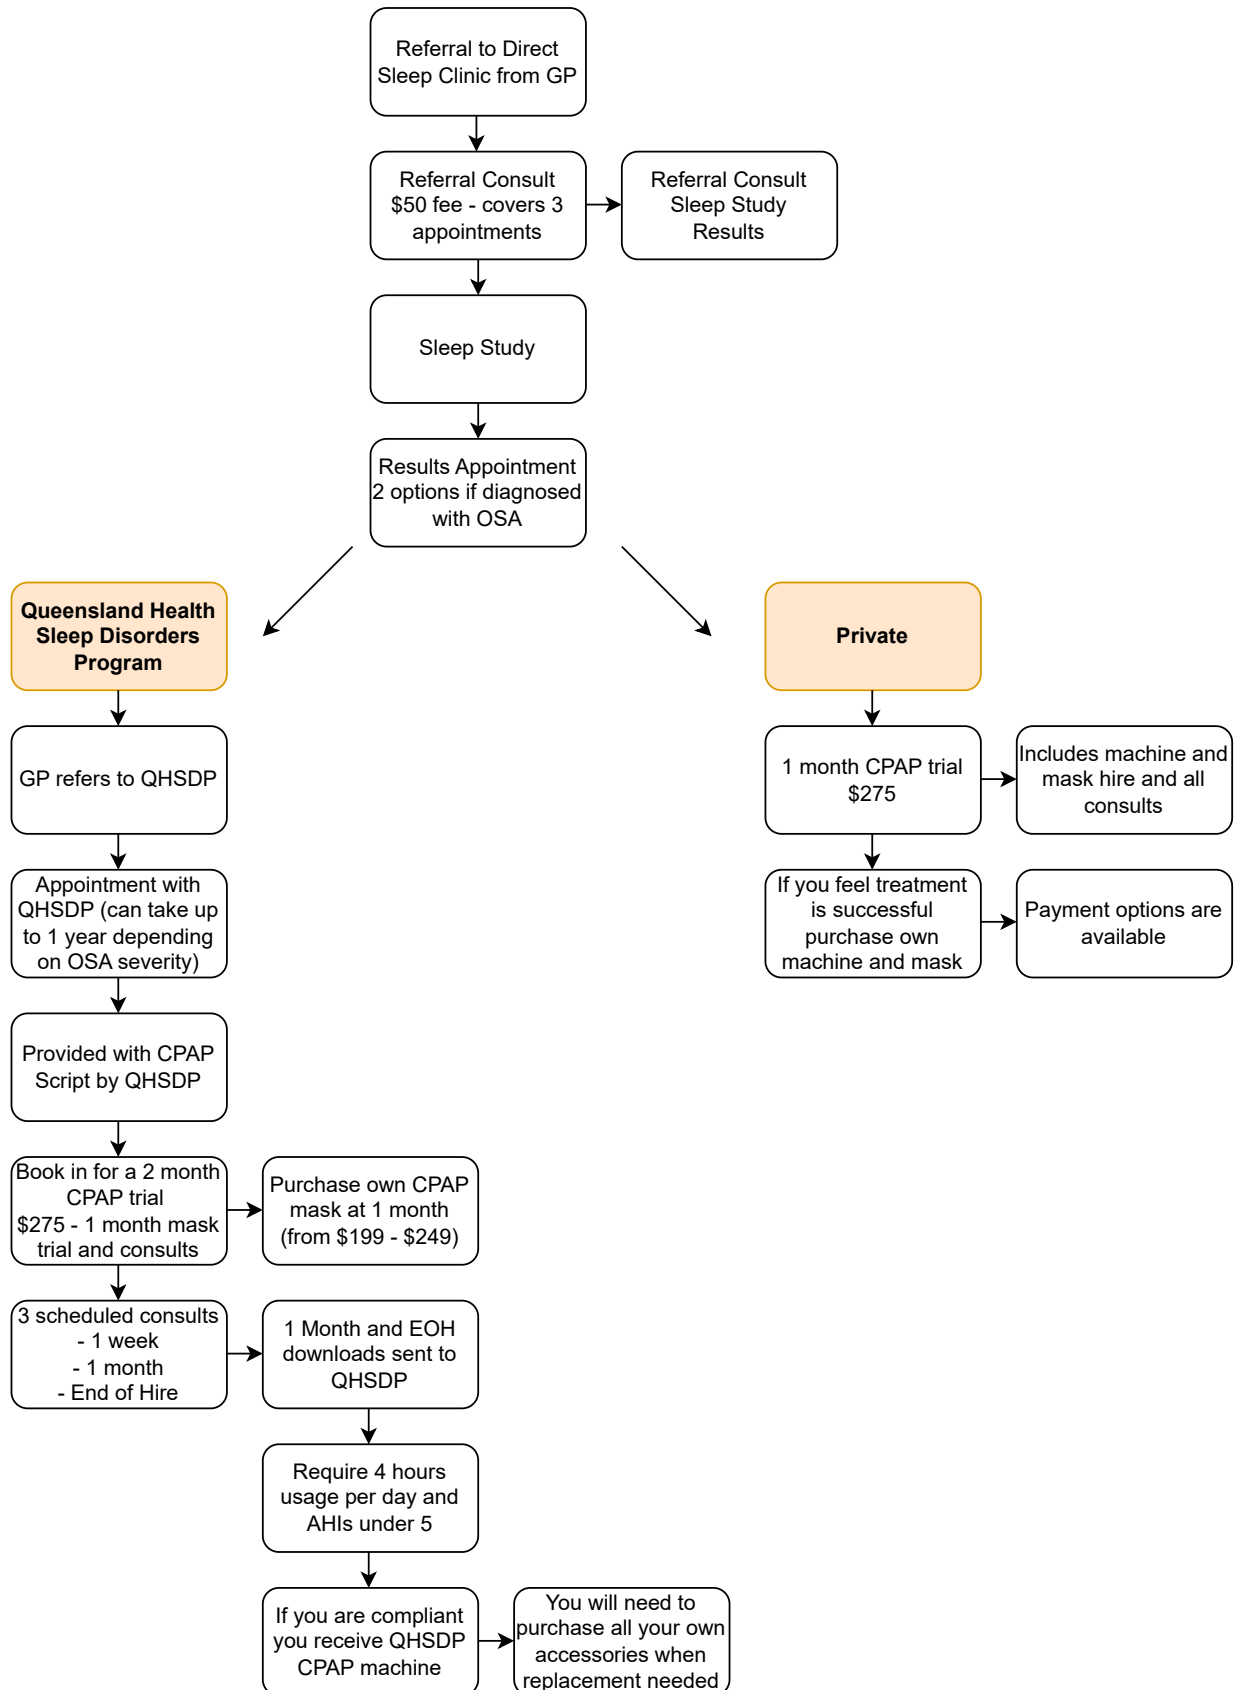 Referral to Direct
Sleep Clinic from GP
Referral Consult
$50 fee - covers 3
appointments
Referral Consult
Sleep Study
Results
Sleep Study
Results Appointment
2 options if diagnosed
with OSA
Queensland Health
Sleep Disorders
Program
GP refers to QHSDP
Appointment with
QHSDP (can take up
to 1 year depending
on OSA severity)
Provided with CPAP
Script by QHSDP
Book in for a 2 month
CPAP trial
$275 - 1 month mask
trial and consults
Purchase own CPAP
mask at 1 month
(from $199 - $249)
3 scheduled consults
- 1 week
- 1 month
- End of Hire
1 Month and EOH
downloads sent to
QHSDP
Require 4 hours
usage per day and
AHIs under 5
If you are compliant
you receive QHSDP
CPAP machine
You will need to
purchase all your own
accessories when
replacement needed
Private
1 month CPAP trial
$275
Includes machine and
mask hire and all
consults
If you feel treatment
is successful
purchase own
machine and mask
Payment options are
available